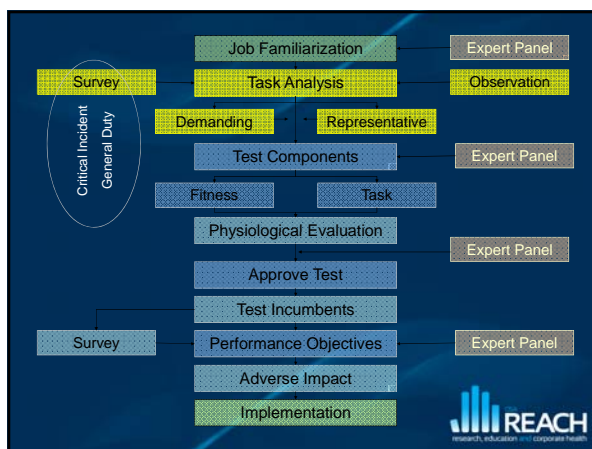 Job Familiarization
Expert Panel
Survey
Task Analysis
Observation
Critical Incident
General Duty
Demanding
Representative
Test Components
Expert Panel
Fitness
Task
Physiological Evaluation
Expert Panel
Approve Test
Test Incumbents
Survey
Performance Objectives
Expert Panel
Adverse Impact
Implementation
REACH
research, education and corporate health